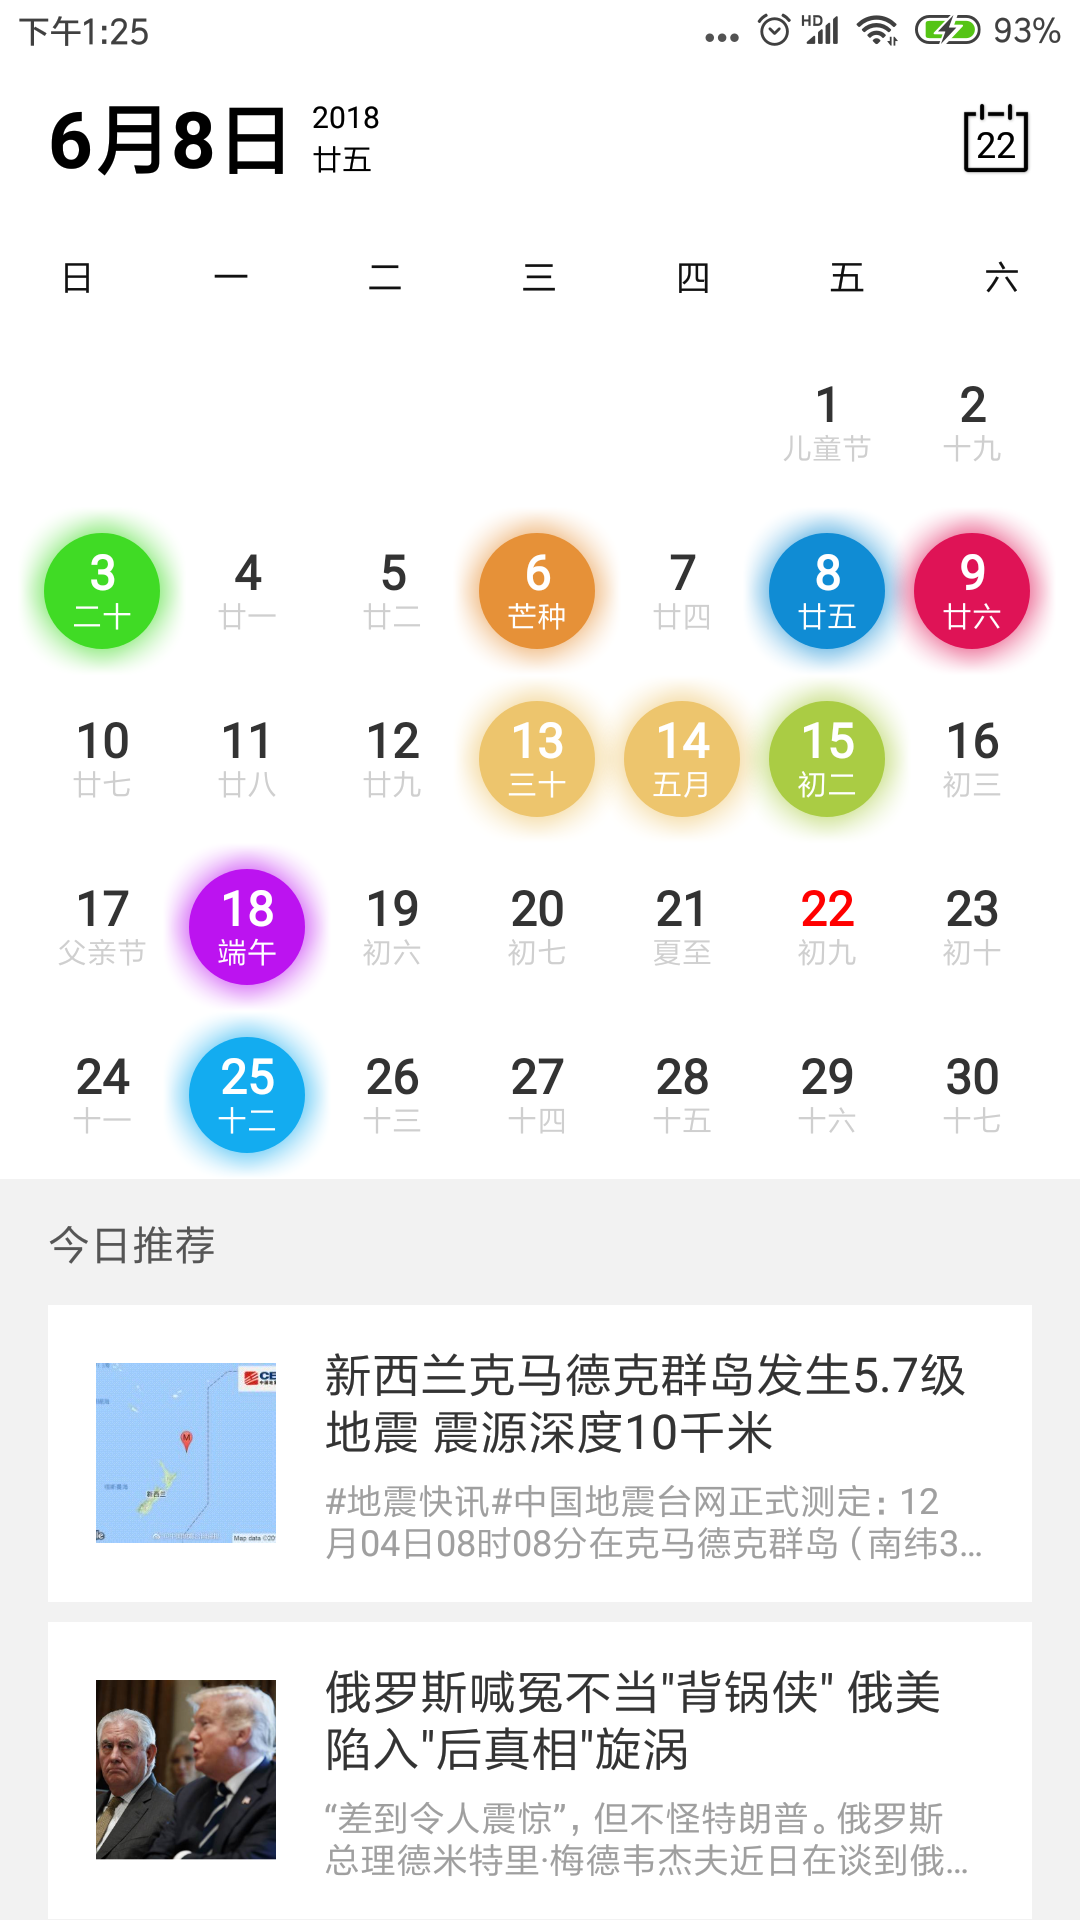 下午1:25
HD
93%
6月8日
2018
廿五
22
日 一 二 三 四 五 六
1 2
儿童节 十九
3 4 5 6 7 8 9
二十 廿一 廿二 芒种 廿四 廿五 廿六
10 11 12 13 14 15 16
廿七 廿八 廿九 三十 五月 初二 初三
17 18 19 20 21 22 23
父亲节 端午 初六 初七 夏至 初九 初十
24 25 26 27 28 29 30
十一 十二 十三 十四 十五 十六 十七
今日推荐
新西兰克马德克群岛发生5.7级
地震 震源深度10千米
#地震快讯#中国地震台网正式测定：12
月04日08时08分在克马德克群岛（南纬3...
CE
M
新西兰
Map data ©20
俄罗斯喊冤不当"背锅侠" 俄美
陷入"后真相"旋涡
“差到令人震惊”，但不怪特朗普。俄罗斯
总理德米特里·梅德韦杰夫近日在谈到俄...